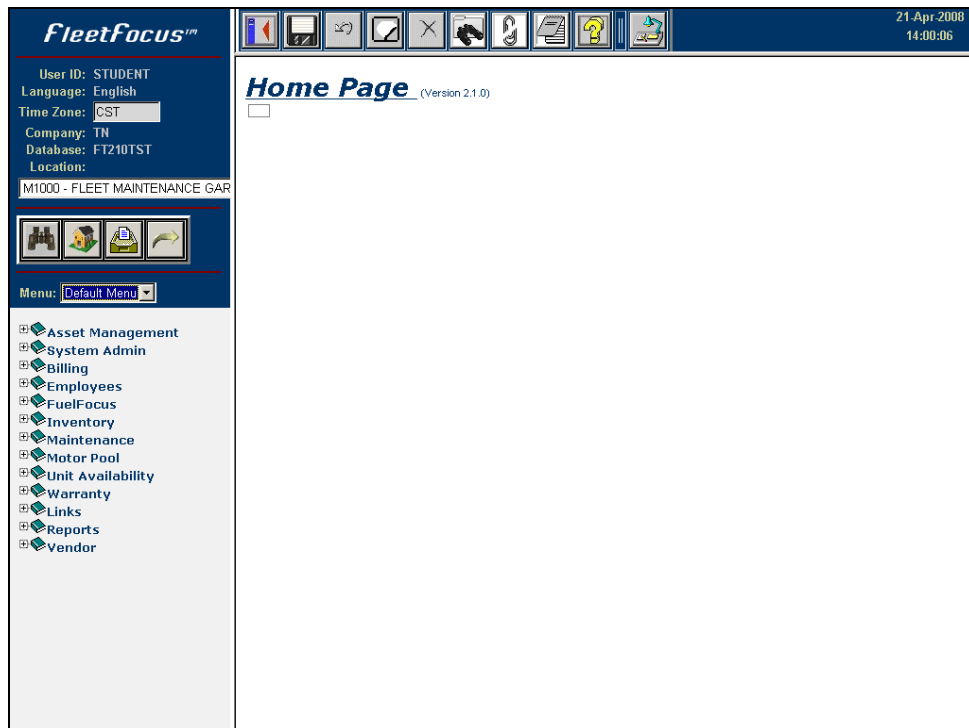 FleetFocus™
21-Apr-2008
14:00:06
User ID: STUDENT
Language: English
Time Zone: CST
Company: TN
Database: FT210TST
Location:
M1000 - FLEET MAINTENANCE GAR
Menu: Default Menu
Home Page (Version 2.1.0)
Asset Management
System Admin
Billing
Employees
FuelFocus
Inventory
Maintenance
Motor Pool
Unit Availability
Warranty
Links
Reports
Vendor